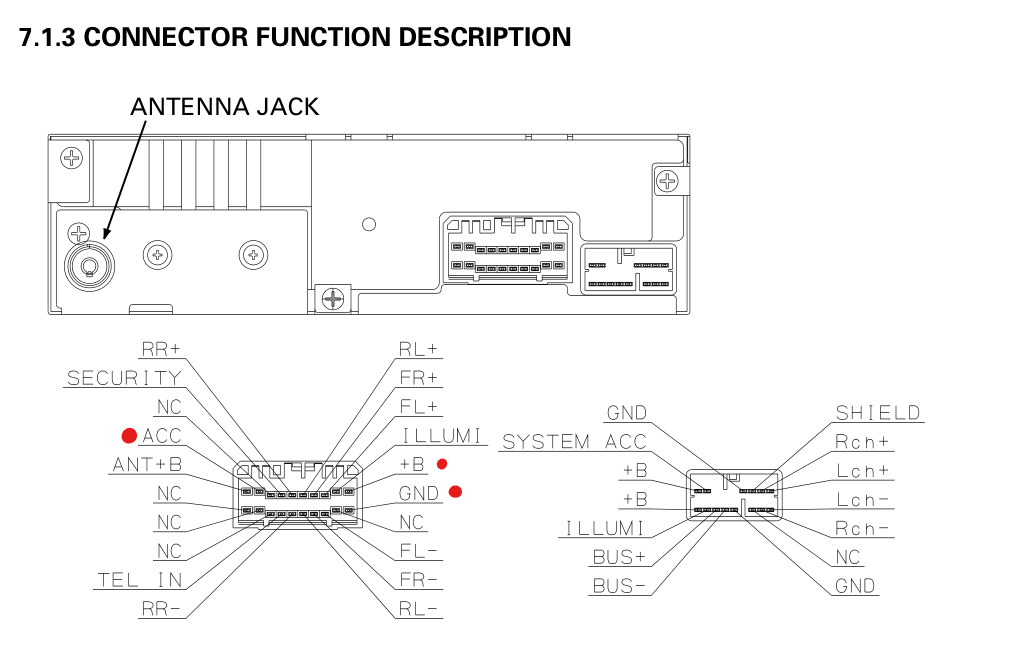 7.1.3 CONNECTOR FUNCTION DESCRIPTION
ANTENNA JACK
RR+
SECURITY
NC
ACC
ANT+B
NC
NC
NC
TEL IN
RR-
RL+
FR+
FL+
ILLUMI
+B
GND
NC
FL-
FR-
RL-
GND
SYSTEM ACC
+B
+B
ILLUMI
BUS+
BUS-
SHIELD
Rch+
Lch+
Lch-
Rch-
NC
GND